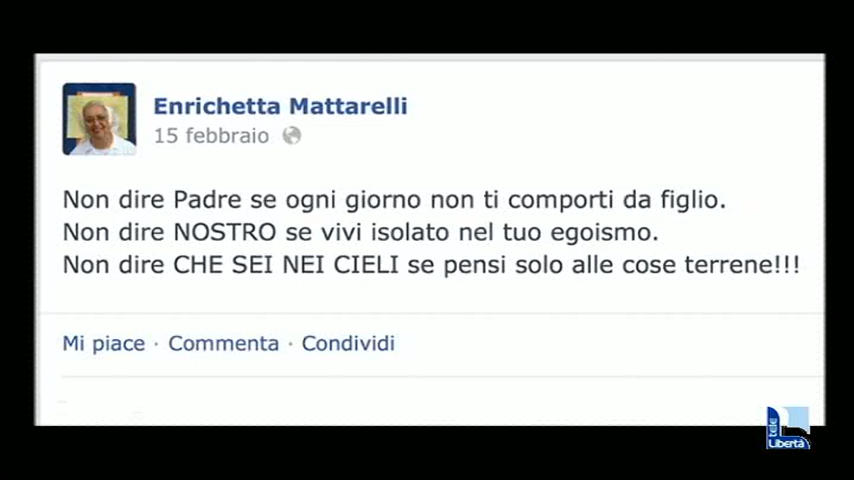 Enrichetta Mattarelli
15 febbraio
Non dire Padre se ogni giorno non ti comporti da figlio.
Non dire NOSTRO se vivi isolato nel tuo egoismo.
Non dire CHE SEI NEI CIELI se pensi solo alle cose terrene!!!
Mi piace · Commenta · Condividi
tele
Libertà